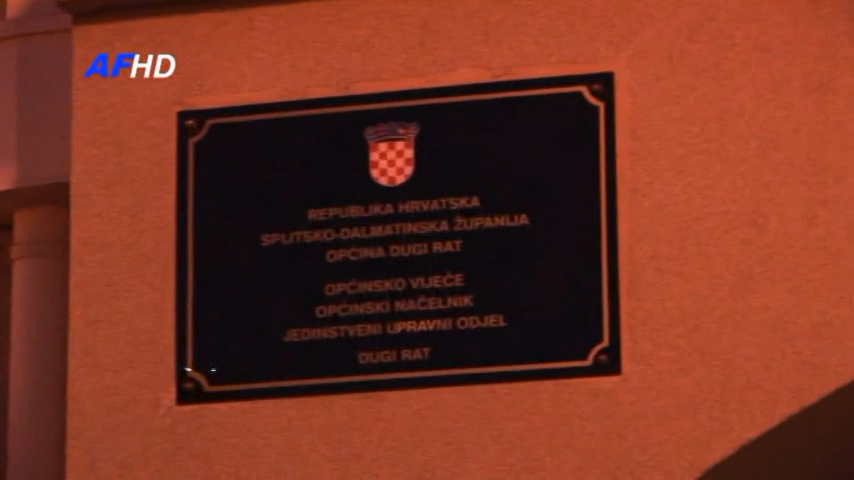 AFHD
REPUBLIKA HRVATSKA
SPLITSKO-DALMATINSKA ŽUPANIJA
OPĆINA DUGI RAT
OPĆINSKO VIJEĆE
OPĆINSKI NAČELNIK
JEDINSTVENI UPRAVNI ODJEL
DUGI RAT